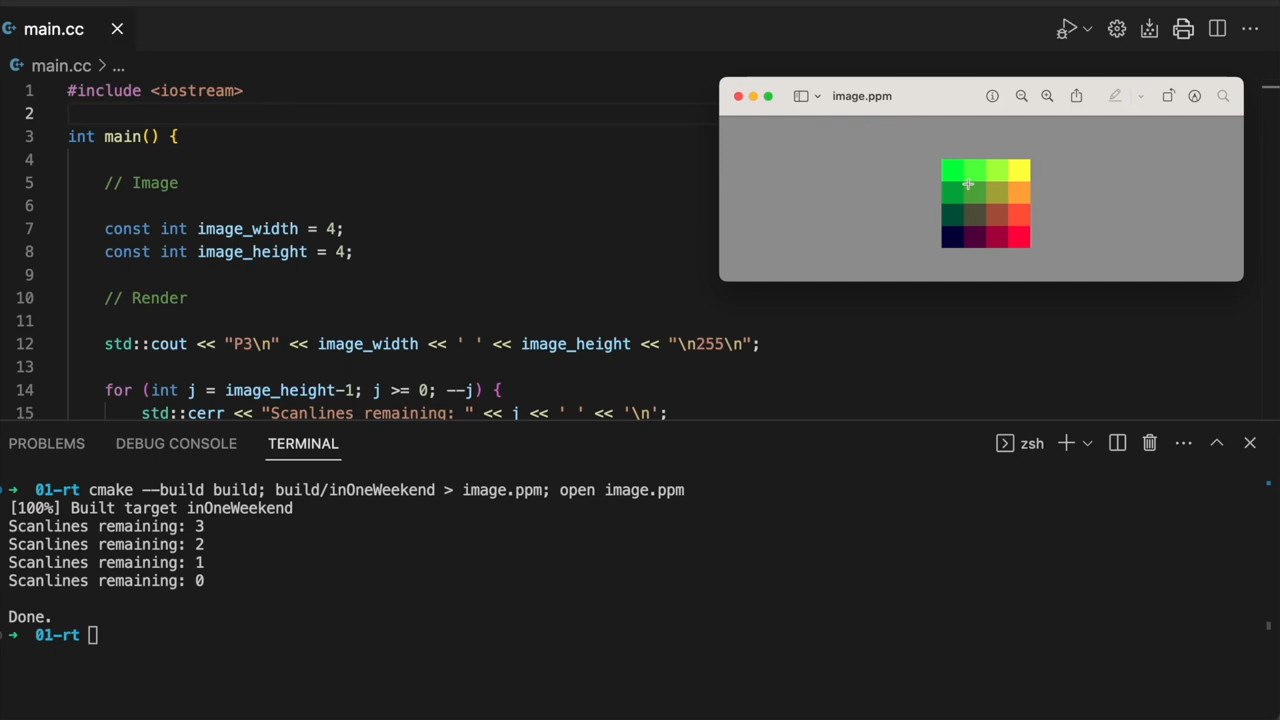 main.cc
main.cc > ...
1 #include <iostream>
2
3 int main() {
4
5 // Image
6
7 const int image_width = 4;
8 const int image_height = 4;
9
10 // Render
11
12 std::cout << "P3\n" << image_width << ' ' << image_height << "\n255\n";
13
14 for (int j = image_height-1; j >= 0; --j) {
15 std::cerr << "Scanlines remaining: " << j << ' ' << '\n';
image.ppm
PROBLEMS DEBUG CONSOLE TERMINAL zsh
→ 01-rt cmake --build build; build/inOneWeekend > image.ppm; open image.ppm
[100%] Built target inOneWeekend
Scanlines remaining: 3
Scanlines remaining: 2
Scanlines remaining: 1
Scanlines remaining: 0
Done.
→ 01-rt